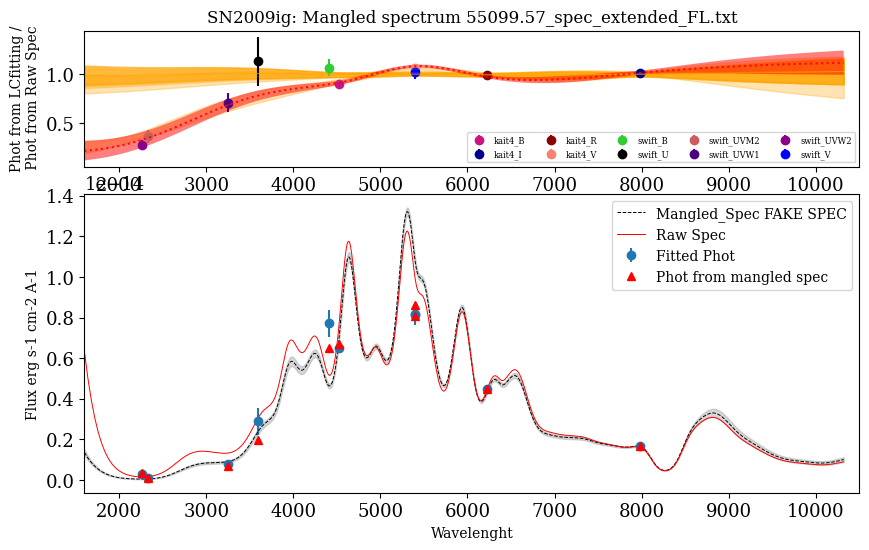 SN2009ig: Mangled spectrum 55099.57_spec_extended_FL.txt
Phot from LCfitting /
Phot from Raw Spec
1.0
0.5
kait4_B kait4_R swift_B swift_UVM2 swift_UVW2
kait4_I kait4_V swift_U swift_UVW1 swift_V
2000 3000 4000 5000 6000 7000 8000 9000 10000
1e−14
Flux erg s-1 cm-2 A-1
1.4
1.2
1.0
0.8
0.6
0.4
0.2
0.0
Mangled_Spec FAKE SPEC
Raw Spec
Fitted Phot
Phot from mangled spec
2000 3000 4000 5000 6000 7000 8000 9000 10000
Wavelenght